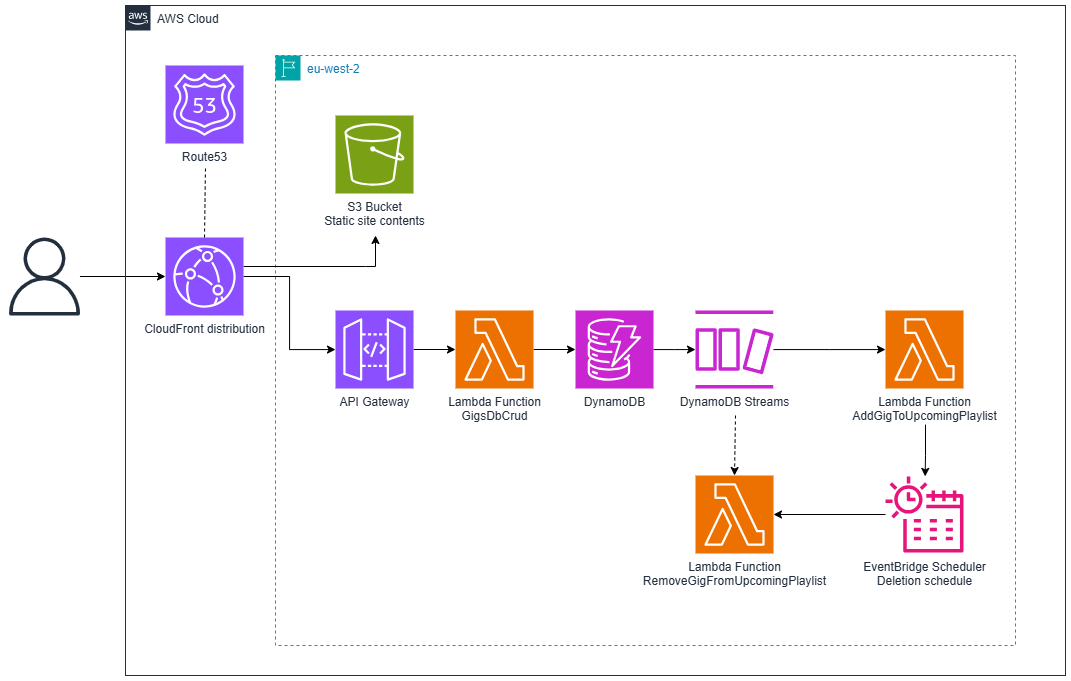 aws
AWS Cloud
eu-west-2
53
Route53
S3 Bucket
Static site contents
CloudFront distribution
</>
API Gateway
Lambda Function
GigsDbCrud
DynamoDB
DynamoDB Streams
Lambda Function
AddGigToUpcomingPlaylist
Lambda Function
RemoveGigFromUpcomingPlaylist
EventBridge Scheduler
Deletion schedule